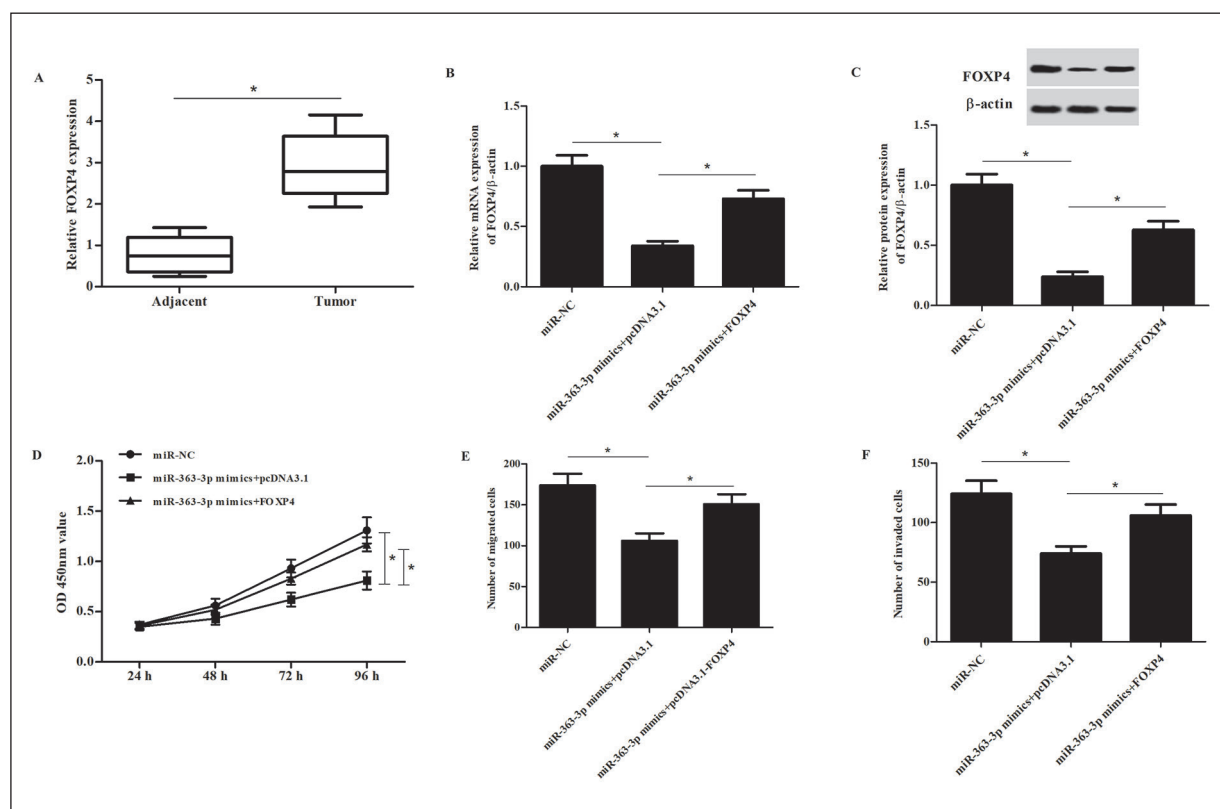 A
Relative FOXP4 expression
5
4
3
2
1
0
*
Adjacent
Tumor
B
Relative mRNA expression
of FOXP4/β-actin
1.5
1.0
0.5
0.0
*
*
miR-NC
miR-363-3p mimics+pcDNA3.1
miR-363-3p mimics+FOXP4
C
FOXP4
β-actin
Relative protein expression
of FOXP4/β-actin
1.5
1.0
0.5
0.0
*
*
miR-NC
miR-363-3p mimics+pcDNA3.1
miR-363-3p mimics+FOXP4
D
miR-NC
miR-363-3p mimics+pcDNA3.1
miR-363-3p mimics+FOXP4
OD 450nm value
2.0
1.5
1.0
0.5
0.0
*
*
24 h
48 h
72 h
96 h
E
Number of migrated cells
200
150
100
50
0
*
*
miR-NC
miR-363-3p mimics+pcDNA3.1
miR-363-3p mimics+pcDNA3.1-FOXP4
F
Number of invaded cells
150
100
50
0
*
*
miR-NC
miR-363-3p mimics+pcDNA3.1
miR-363-3p mimics+FOXP4